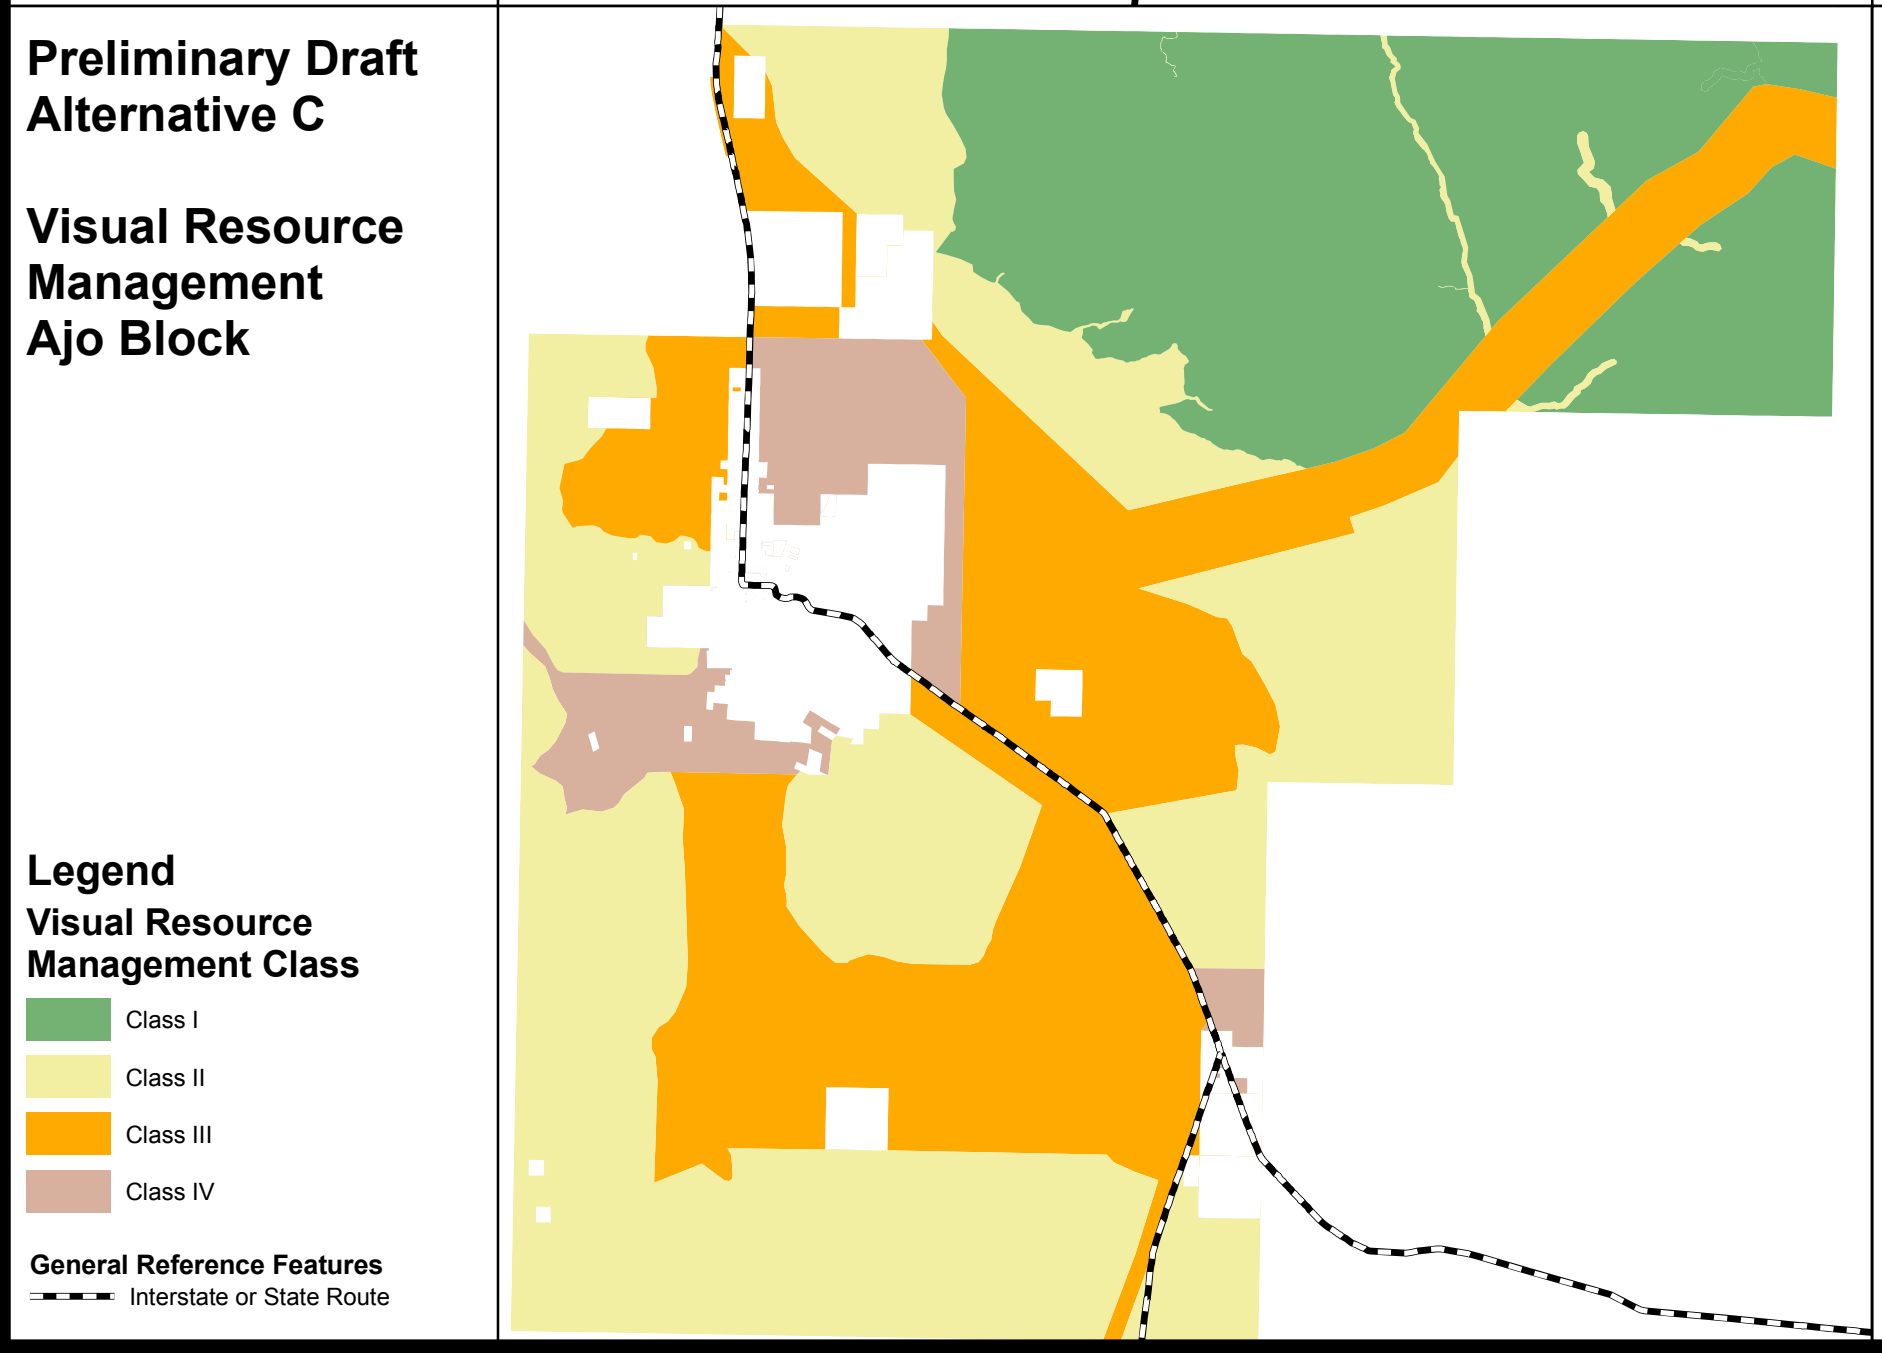 Preliminary Draft
Alternative C
Visual Resource
Management
Ajo Block
Legend
Visual Resource
Management Class
Class I
Class II
Class III
Class IV
General Reference Features
Interstate or State Route